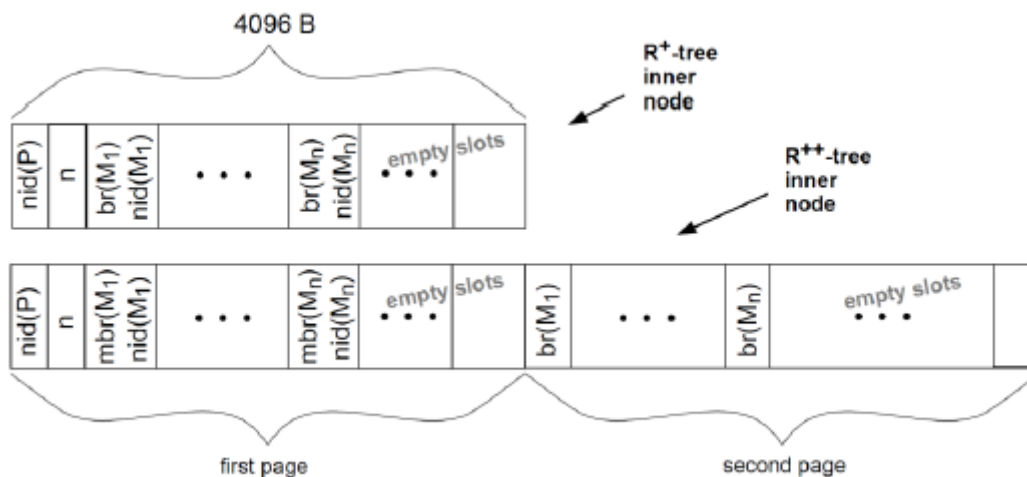 4096 B
R⁺-tree
inner
node
nid(P)
n
br(M₁)
nid(M₁)
• • •
br(Mₙ)
nid(Mₙ)
empty slots
• • •
R⁺⁺-tree
inner
node
nid(P)
n
mbr(M₁)
nid(M₁)
• • •
mbr(Mₙ)
nid(Mₙ)
empty slots
• • •
br(M₁)
• • •
br(Mₙ)
empty slots
• • •
first page
second page